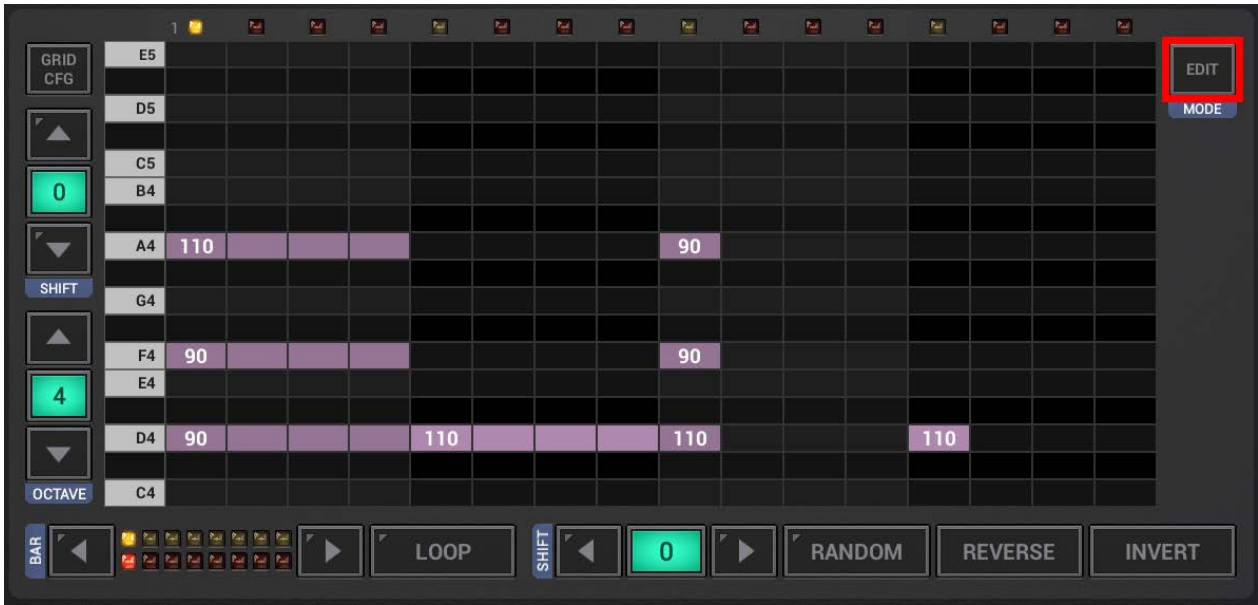 1
GRID
CFG
E5
EDIT
MODE
D5
C5
0
B4
A4 110 90
SHIFT
G4
F4 90 90
E4
4
D4 90 110 110 110
OCTAVE
C4
BAR
LOOP
SHIFT
0
RANDOM
REVERSE
INVERT